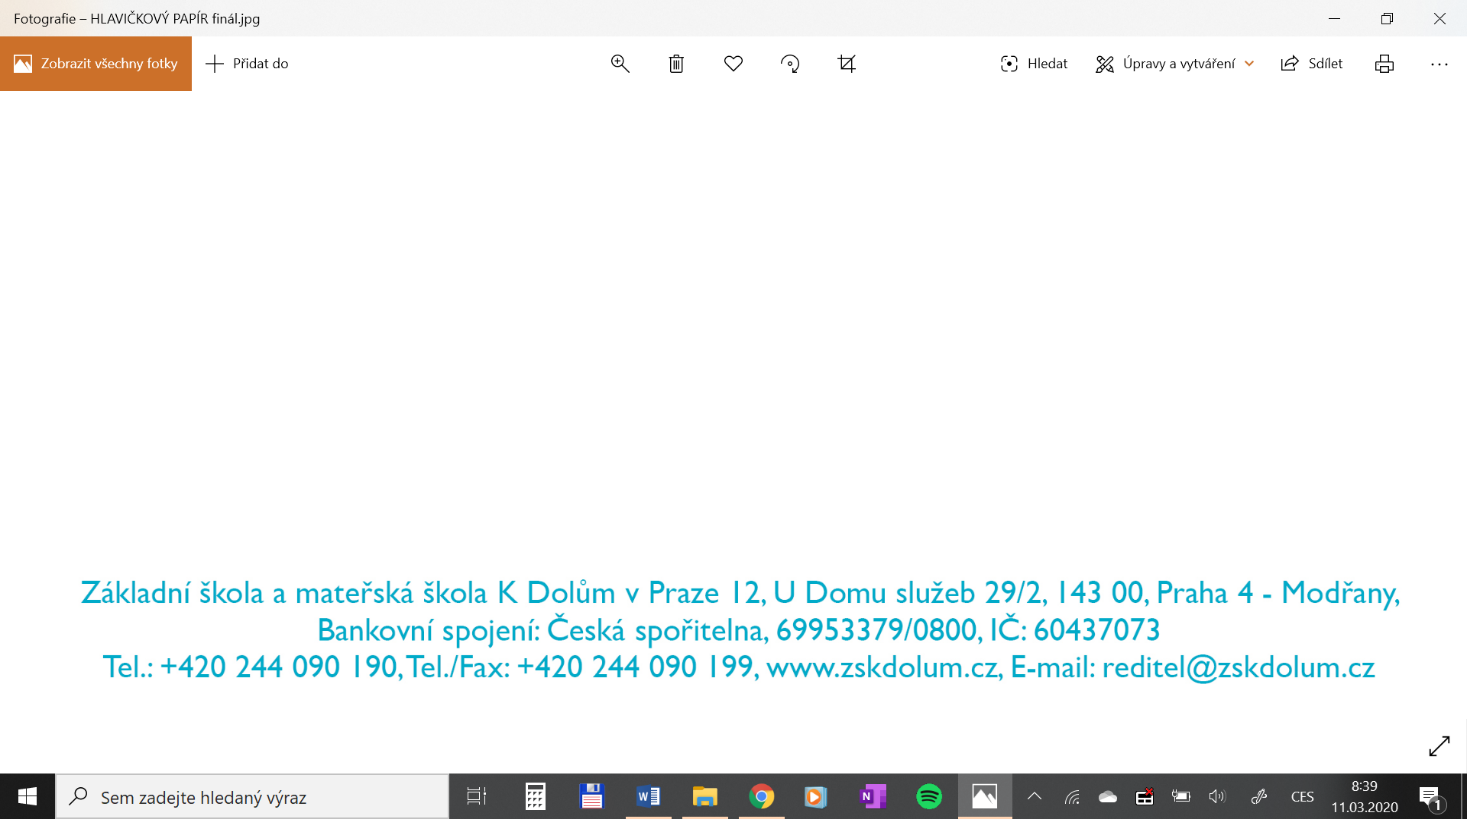 Fotografie – HLAVIČKOVÝ PAPÍR finál.jpg
Zobrazit všechny fotky
Přidat do
Hledat
Úpravy a vytváření
Sdílet
Základní škola a mateřská škola K Dolům v Praze 12, U Domu služeb 29/2, 143 00, Praha 4 - Modřany,
Bankovní spojení: Česká spořitelna, 69953379/0800, IČ: 60437073
Tel.: +420 244 090 190, Tel./Fax: +420 244 090 199, www.zskdolum.cz, E-mail: reditel@zskdolum.cz
Sem zadejte hledaný výraz
W
N
CES
8:39
11.03.2020
1